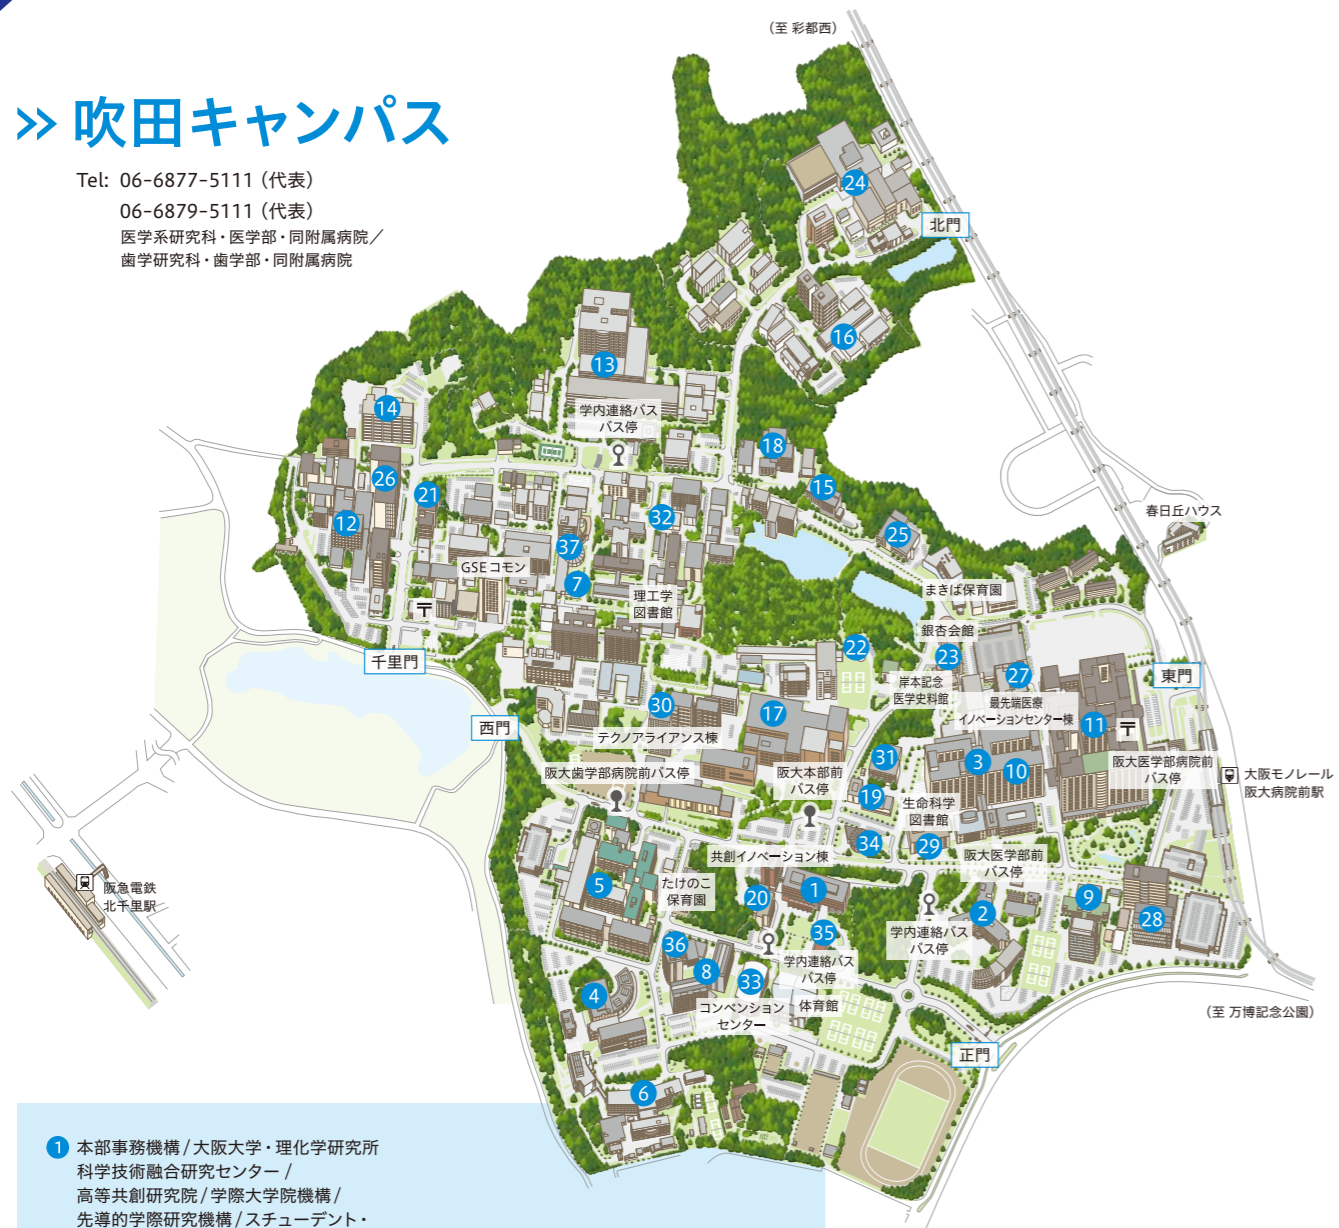 (至 彩都西)
>> 吹田キャンパス
Tel: 06-6877-5111 (代表)
06-6879-5111 (代表)
医学系研究科・医学部・同附属病院／
歯学研究科・歯学部・同附属病院
24
北門
16
13
14
学内連絡バス
バス停
18
26
21
15
12
32
25
春日丘ハウス
37
GSEコモン
7
まきば保育園
理工学
図書館
〒
銀杏会館
千里門
22
23
27
東門
岸本記念
医学史料館
最先端医療
イノベーションセンター棟
30
17
11
〒
西門
テクノアライアンス棟
31
3
10
阪大歯学部病院前バス停
阪大本部前
バス停
阪大医学部病院前
バス停
大阪モノレール
阪大病院前駅
19
生命科学
図書館
34
29
共創イノベーション棟
阪大医学部前
バス停
阪急電鉄
北千里駅
5
たけのこ
保育園
20
1
9
2
28
35
学内連絡バス
バス停
36
8
学内連絡バス
バス停
4
33
コンベンション
センター
体育館
(至 万博記念公園)
正門
6
1 本部事務機構/大阪大学・理化学研究所
科学技術融合研究センター/
高等共創研究院/学際大学院機構/
先導的学際研究機構/スチューデント・